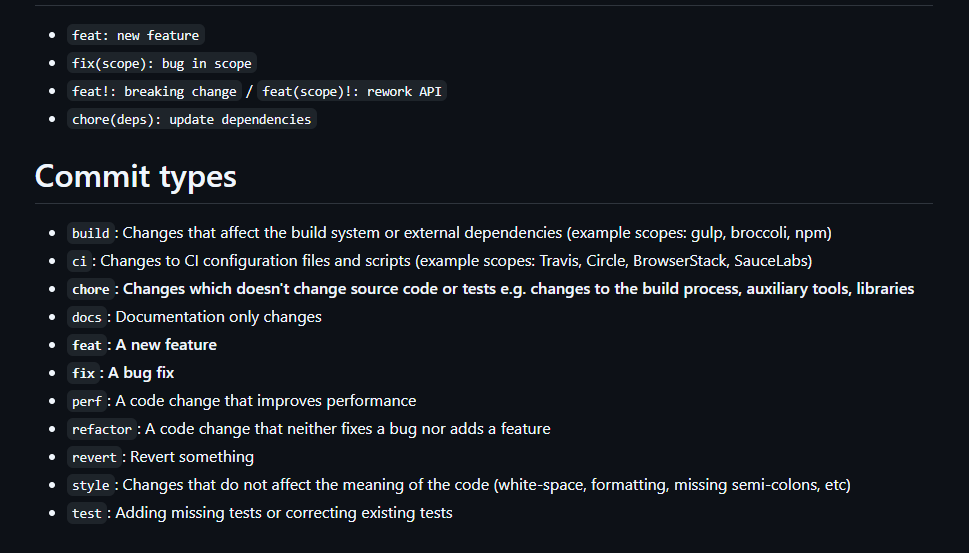 feat: new feature
fix(scope): bug in scope
feat!: breaking change / feat(scope)!: rework API
chore(deps): update dependencies
Commit types
build: Changes that affect the build system or external dependencies (example scopes: gulp, broccoli, npm)
ci: Changes to CI configuration files and scripts (example scopes: Travis, Circle, BrowserStack, SauceLabs)
chore: Changes which doesn't change source code or tests e.g. changes to the build process, auxiliary tools, libraries
docs: Documentation only changes
feat: A new feature
fix: A bug fix
perf: A code change that improves performance
refactor: A code change that neither fixes a bug nor adds a feature
revert: Revert something
style: Changes that do not affect the meaning of the code (white-space, formatting, missing semi-colons, etc)
test: Adding missing tests or correcting existing tests